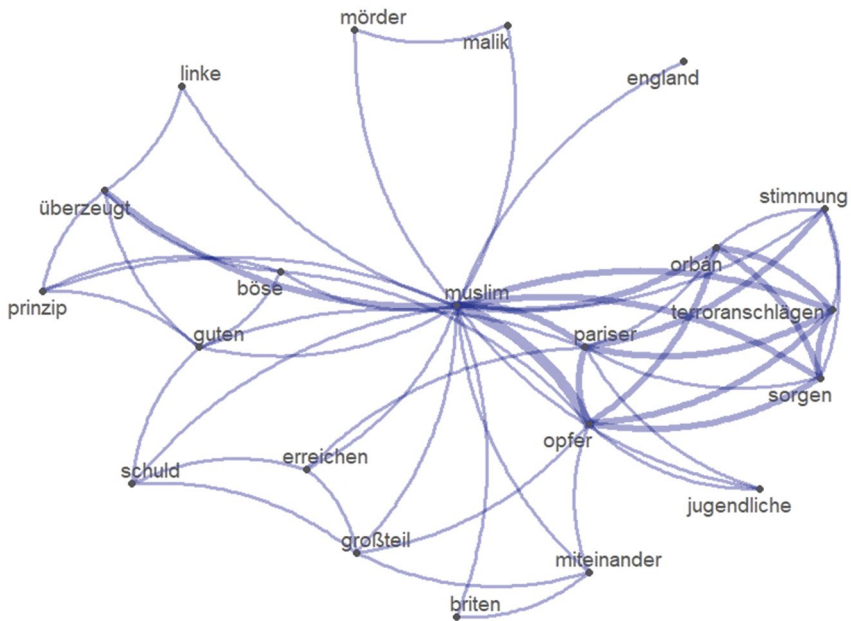 mörder
malik
linke
england
stimmung
überzeugt
orbán
böse
muslim
prinzip
terroranschlägen
guten
pariser
sorgen
opfer
erreichen
schuld
jugendliche
großteil
miteinander
briten